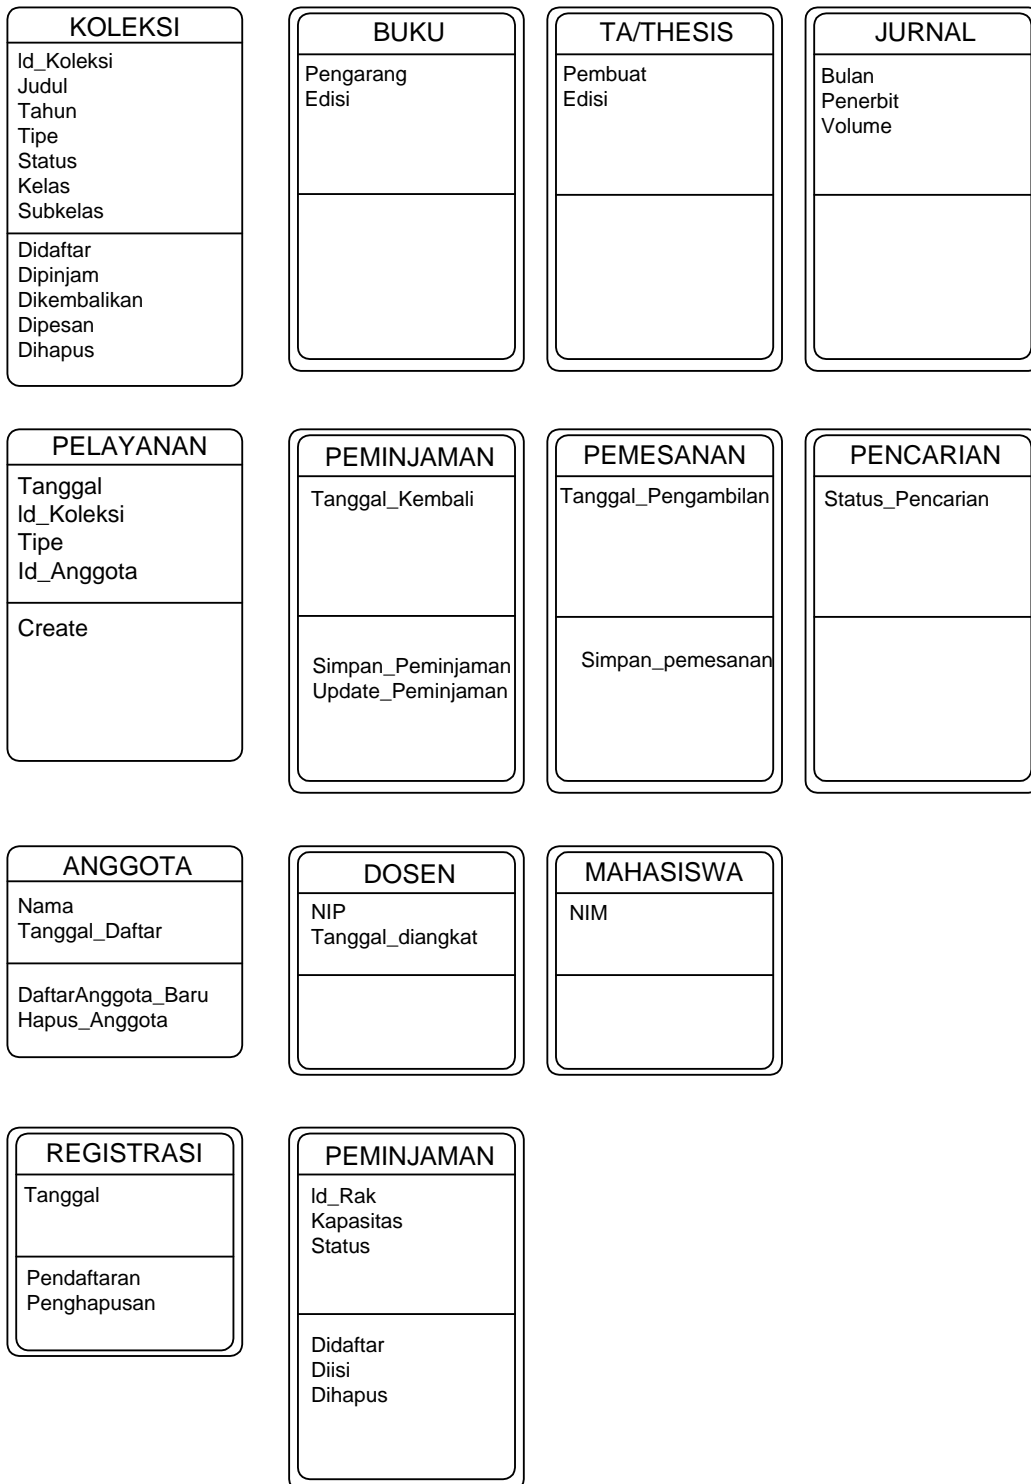 KOLEKSI
Id_Koleksi
Judul
Tahun
Tipe
Status
Kelas
Subkelas
Didaftar
Dipinjam
Dikembalikan
Dipesan
Dihapus
BUKU
Pengarang
Edisi
TA/THESIS
Pembuat
Edisi
JURNAL
Bulan
Penerbit
Volume
PELAYANAN
Tanggal
Id_Koleksi
Tipe
Id_Anggota
Create
PEMINJAMAN
Tanggal_Kembali
Simpan_Peminjaman
Update_Peminjaman
PEMESANAN
Tanggal_Pengambilan
Simpan_pemesanan
PENCARIAN
Status_Pencarian
ANGGOTA
Nama
Tanggal_Daftar
DaftarAnggota_Baru
Hapus_Anggota
DOSEN
NIP
Tanggal_diangkat
MAHASISWA
NIM
REGISTRASI
Tanggal
Pendaftaran
Penghapusan
PEMINJAMAN
Id_Rak
Kapasitas
Status
Didaftar
Diisi
Dihapus